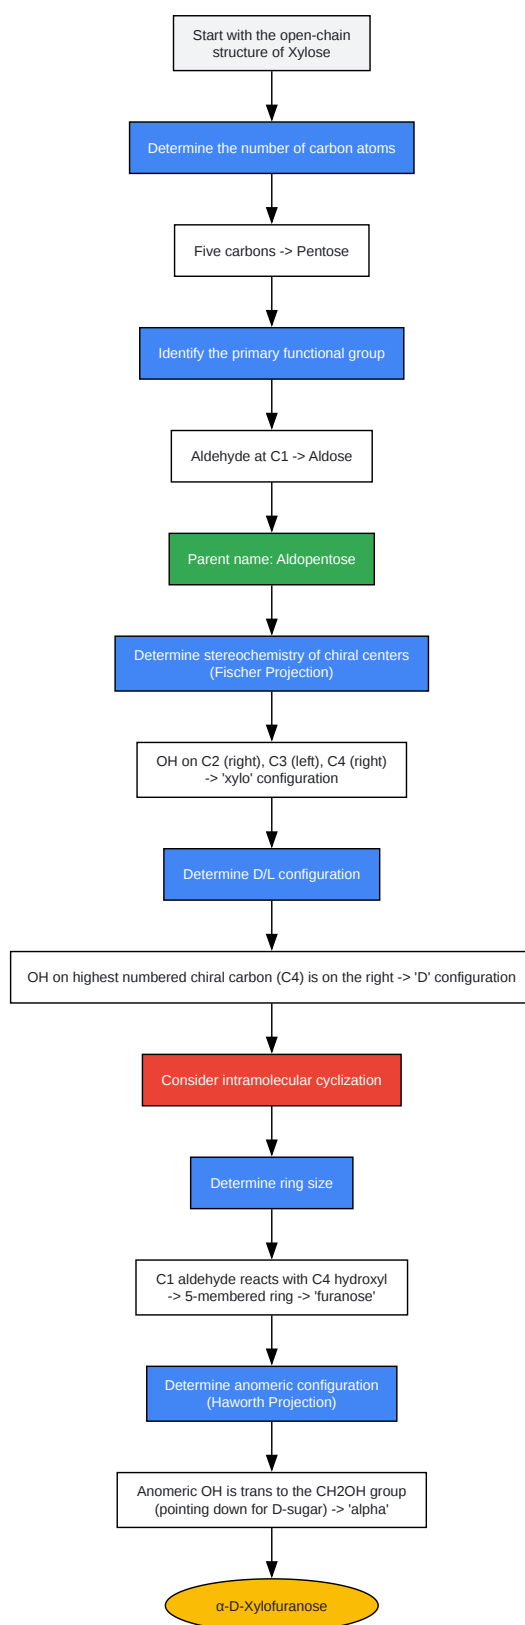 Start with the open-chain
structure of Xylose
Determine the number of carbon atoms
Five carbons -> Pentose
Identify the primary functional group
Aldehyde at C1 -> Aldose
Parent name: Aldopentose
Determine stereochemistry of chiral centers
(Fischer Projection)
OH on C2 (right), C3 (left), C4 (right)
-> 'xylo' configuration
Determine D/L configuration
OH on highest numbered chiral carbon (C4) is on the right -> 'D' configuration
Consider intramolecular cyclization
Determine ring size
C1 aldehyde reacts with C4 hydroxyl
-> 5-membered ring -> 'furanose'
Determine anomeric configuration
(Haworth Projection)
Anomeric OH is trans to the CH2OH group
(pointing down for D-sugar) -> 'alpha'
α-D-Xylofuranose